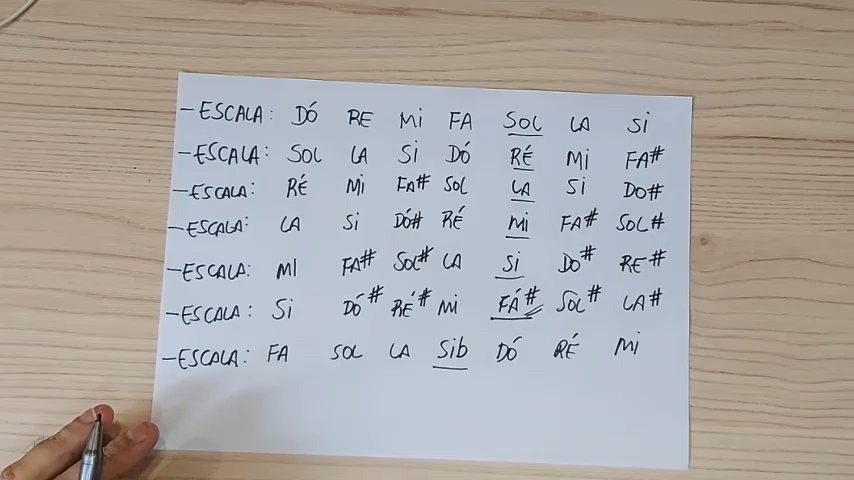 -ESCALA: DÓ RE Mi FA SOL LA Si
-ESCALA: SOL LA Si DÓ RÉ Mi FA#
-ESCALA: RÉ Mi FA# SOL LA Si DO#
-ESCALA: LA Si DÓ# RÉ Mi FA# SOL#
-ESCALA: MI FA# SOL# LA Si DO# RE#
-ESCALA: Si DÓ# RÉ# Mi FÁ# SOL# LA#
-ESCALA: FA SOL LA Sib DÓ RÉ Mi